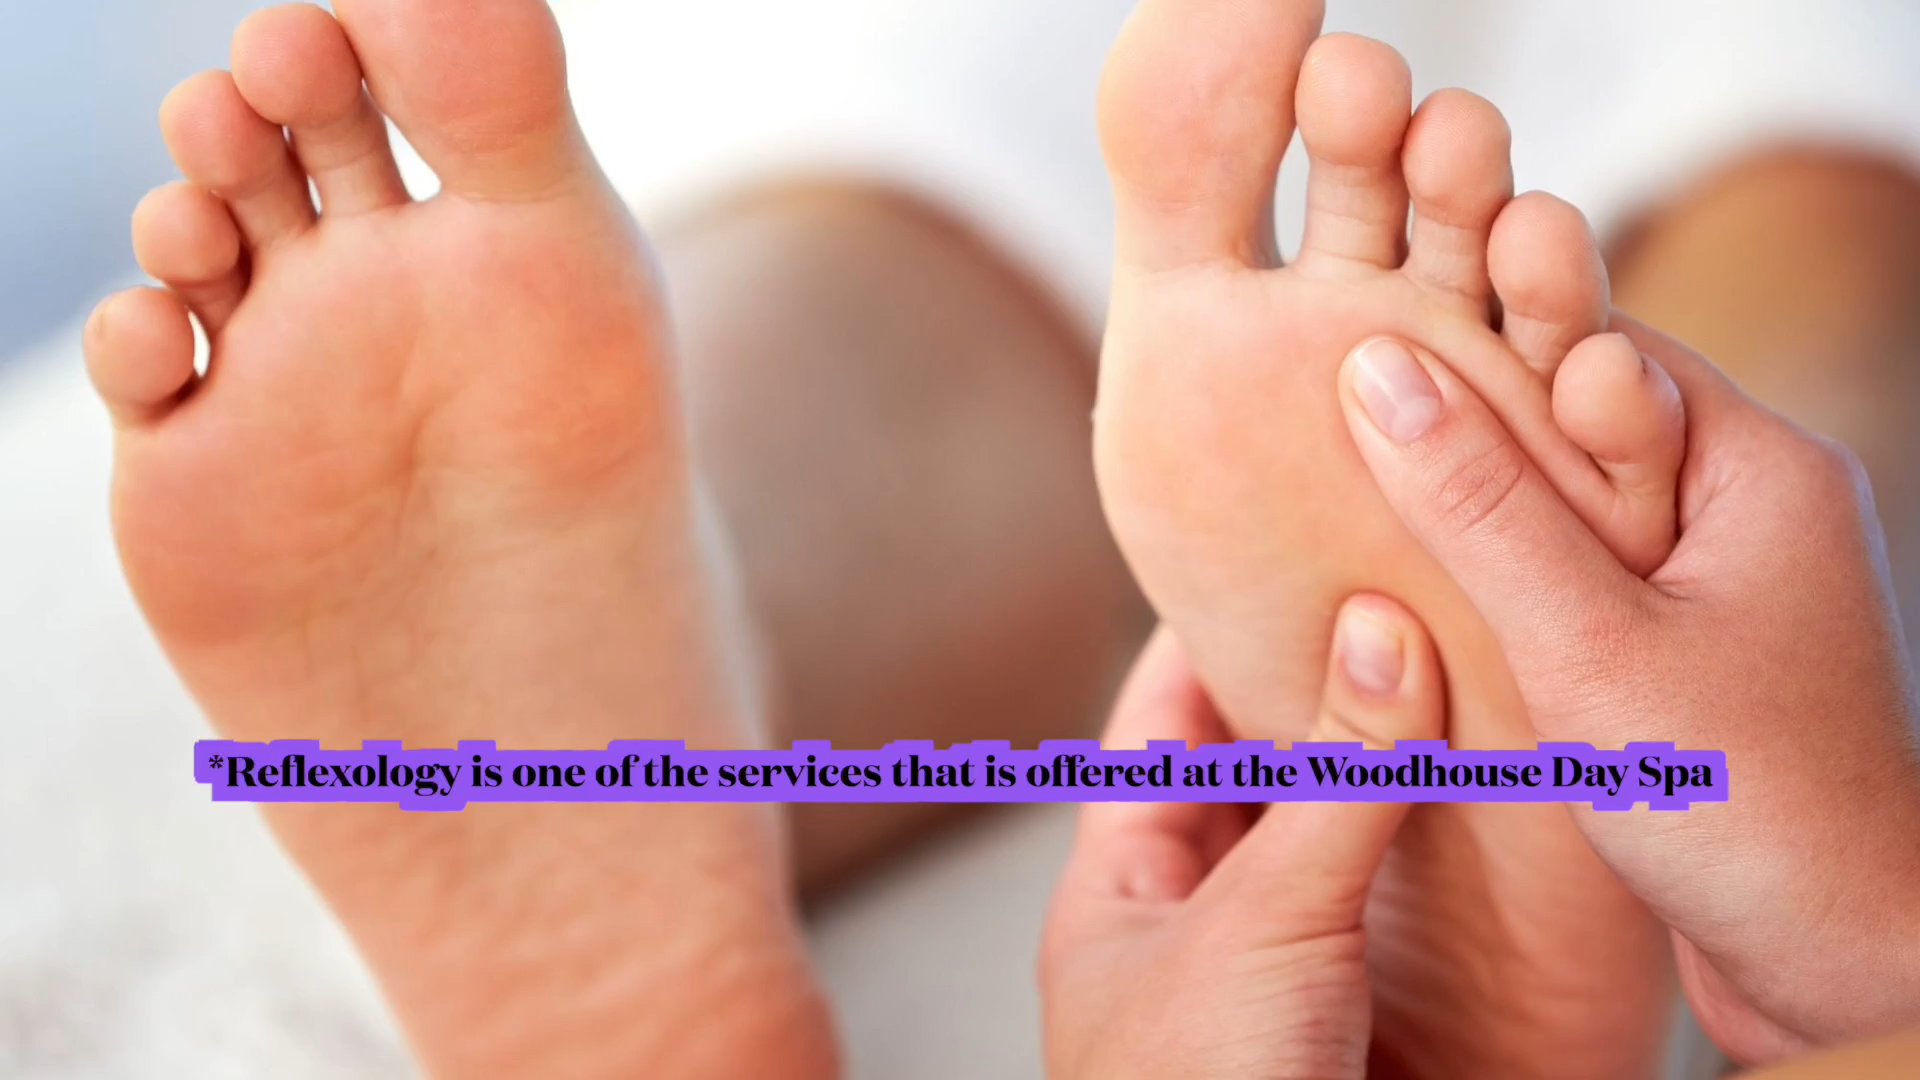 *Reflexology is one of the services that is offered at the Woodhouse Day Spa